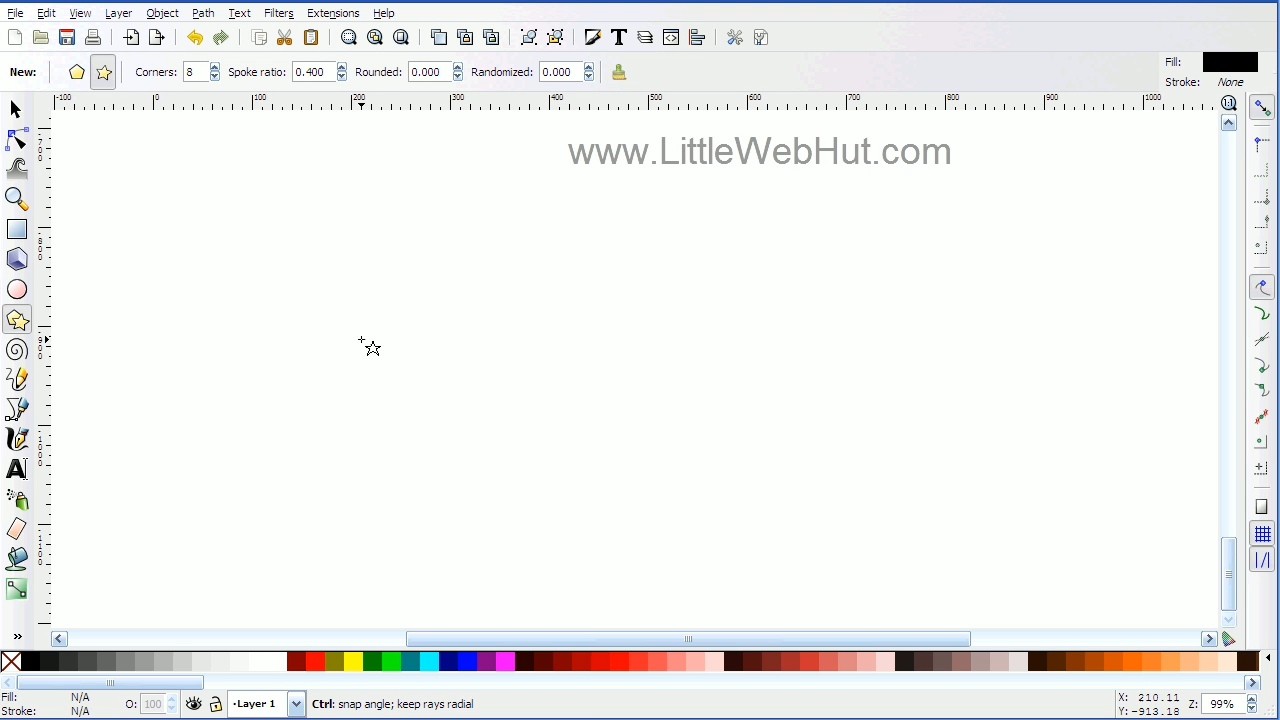 File Edit View Layer Object Path Text Filters Extensions Help
New: Corners: 8 Spoke ratio: 0.400 Rounded: 0.000 Randomized: 0.000
Fill:
Stroke: None
-100 0 100 200 300 400 500 600 700 800 900 1000
www.LittleWebHut.com
Fill: N/A
Stroke: N/A
O: 100
•Layer 1
Ctrl: snap angle; keep rays radial
X: 210.11
Y: -913.18
Z: 99%